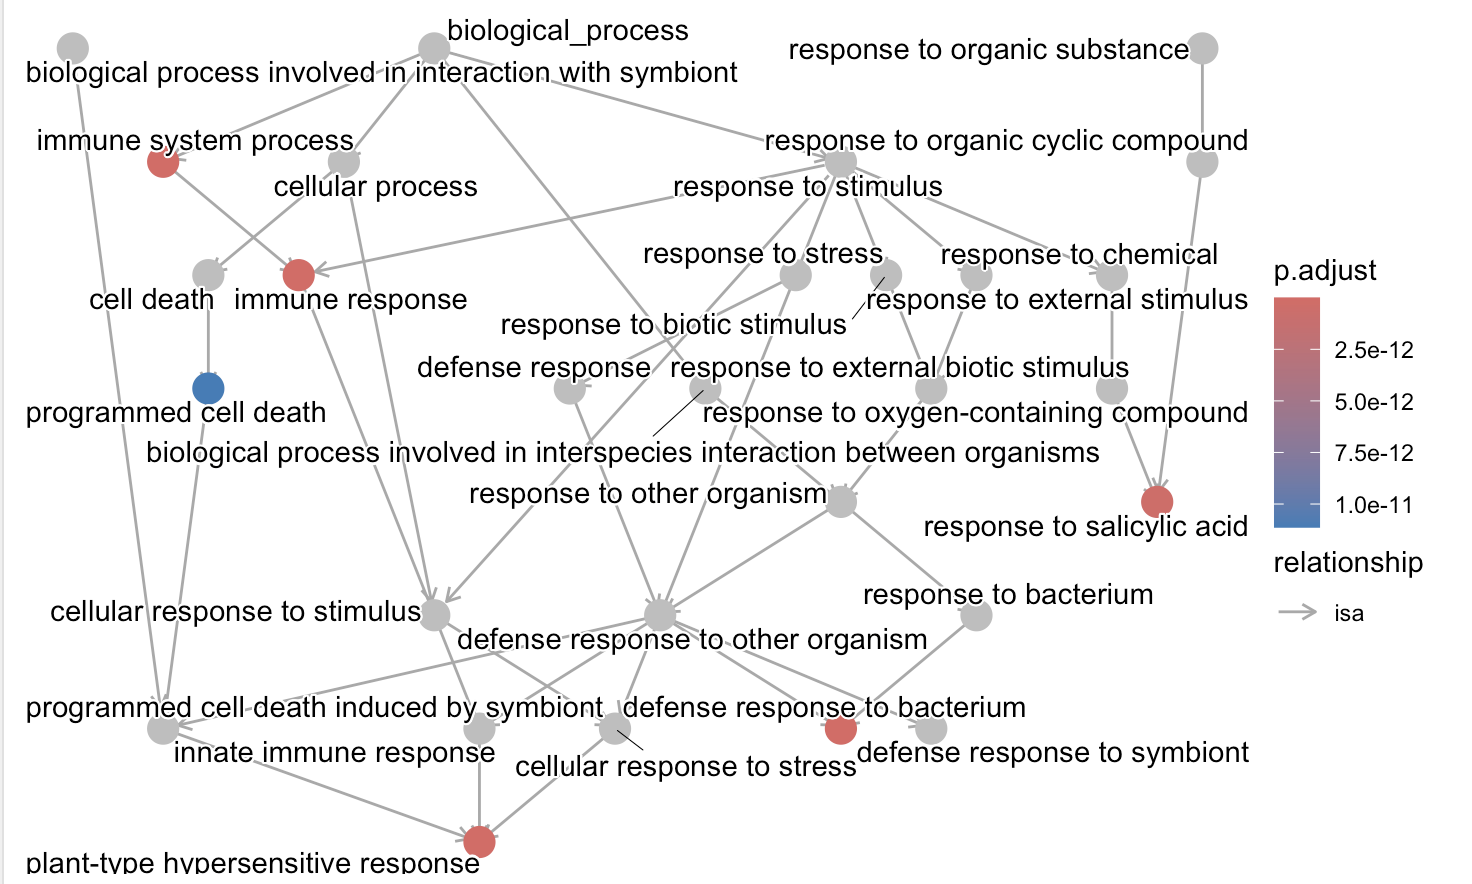 biological_process
response to organic substance
biological process involved in interaction with symbiont
immune system process
response to organic cyclic compound
cellular process
response to stimulus
response to stress
response to chemical
cell death
immune response
response to external stimulus
response to biotic stimulus
defense response
response to external biotic stimulus
programmed cell death
response to oxygen-containing compound
biological process involved in interspecies interaction between organisms
response to other organism
response to salicylic acid
response to bacterium
cellular response to stimulus
defense response to other organism
programmed cell death induced by symbiont
defense response to bacterium
innate immune response
cellular response to stress
defense response to symbiont
plant-type hypersensitive response
p.adjust
2.5e-12
5.0e-12
7.5e-12
1.0e-11
relationship
isa